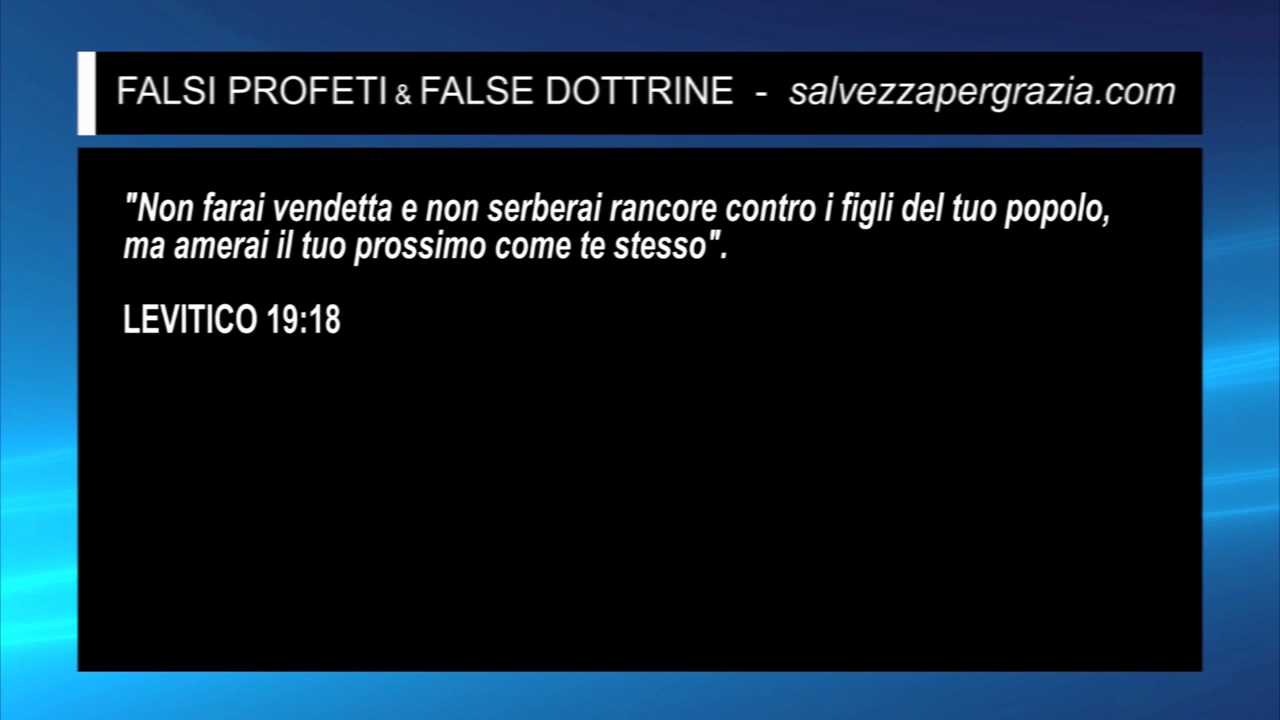 FALSI PROFETI & FALSE DOTTRINE - salvezzapergrazia.com
"Non farai vendetta e non serberai rancore contro i figli del tuo popolo,
ma amerai il tuo prossimo come te stesso".
LEVITICO 19:18